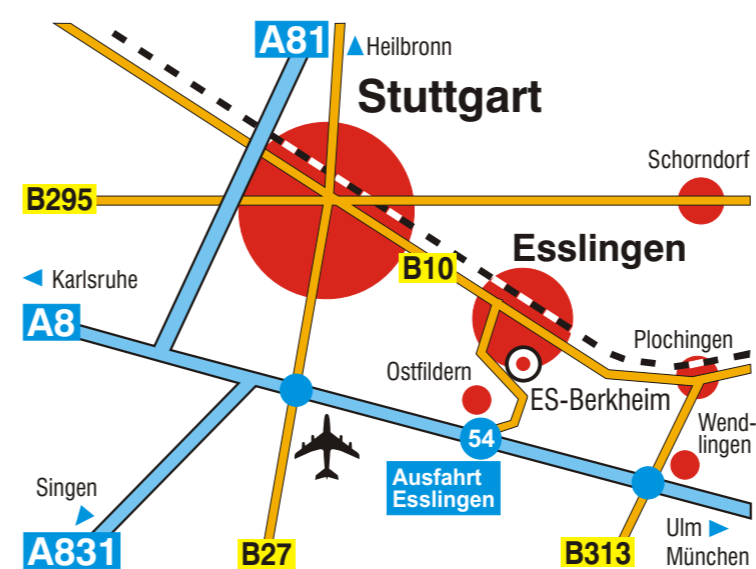 A81
Heilbronn
Stuttgart
Schorndorf
B295
Esslingen
B10
Karlsruhe
A8
Plochingen
Ostfildern
ES-Berkheim
Wend-
lingen
54
Ausfahrt
Esslingen
Singen
A831
B27
B313
Ulm
München